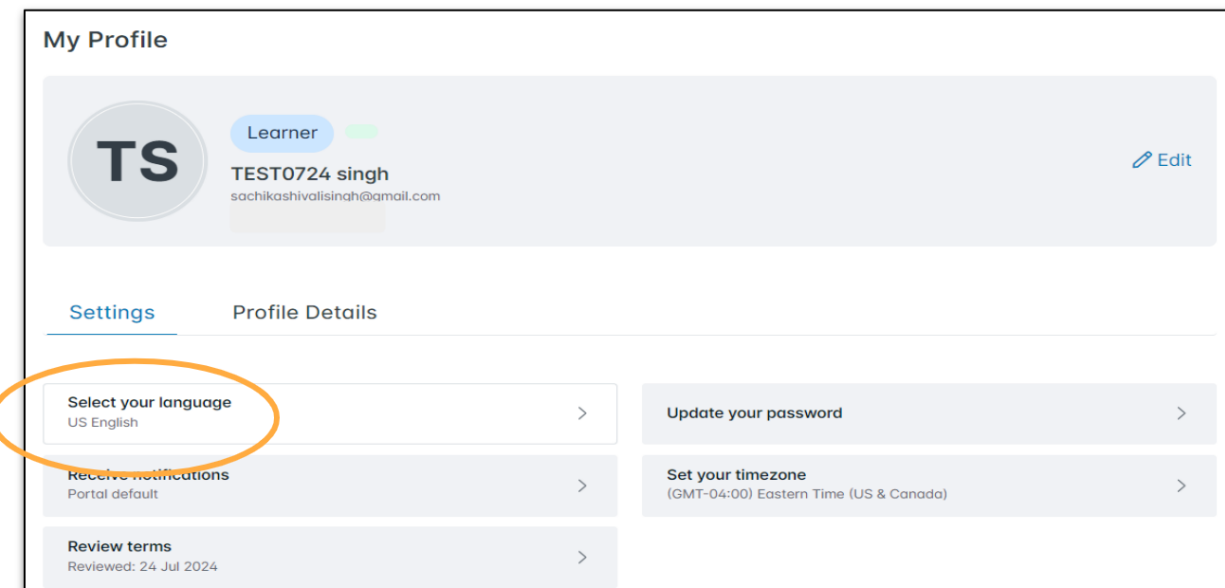 My Profile
TS
Learner
TEST0724 singh
sachikashivalisingh@gmail.com
Edit
Settings
Profile Details
Select your language
US English
Update your password
Receive notifications
Portal default
Set your timezone
(GMT-04:00) Eastern Time (US & Canada)
Review terms
Reviewed: 24 Jul 2024